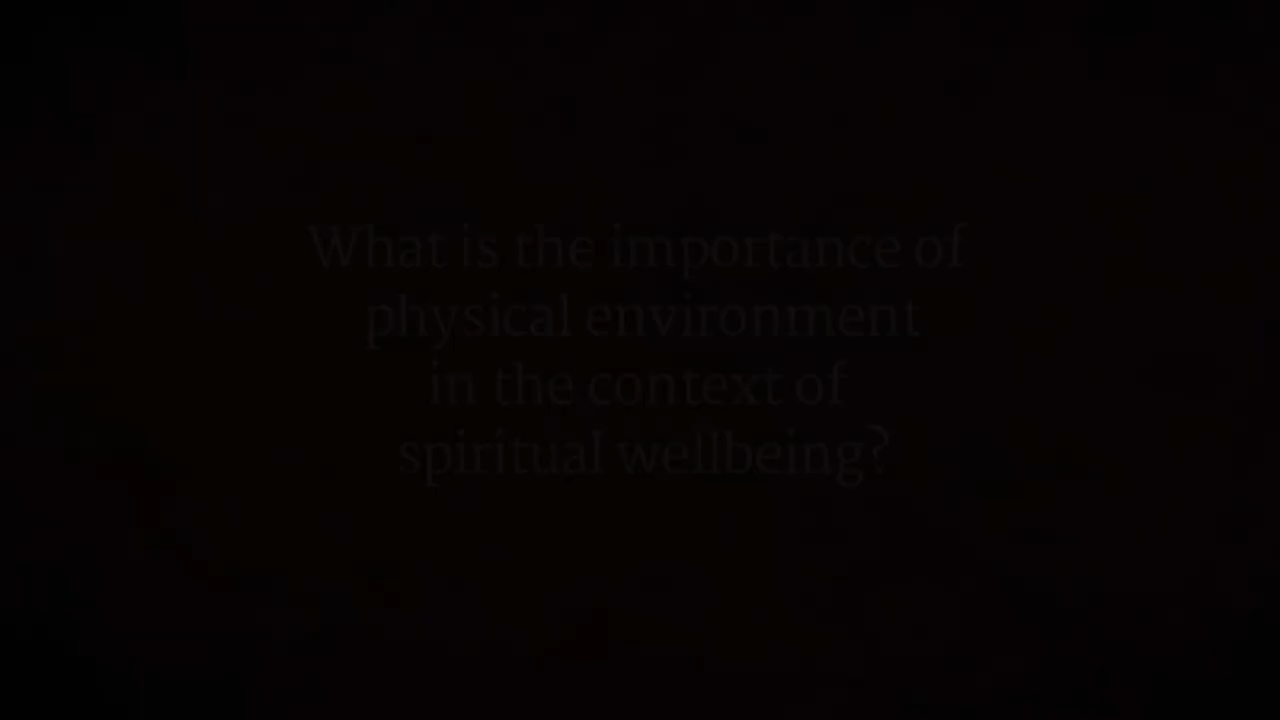 What is the importance of
physical environment
in the context of
spiritual wellbeing?